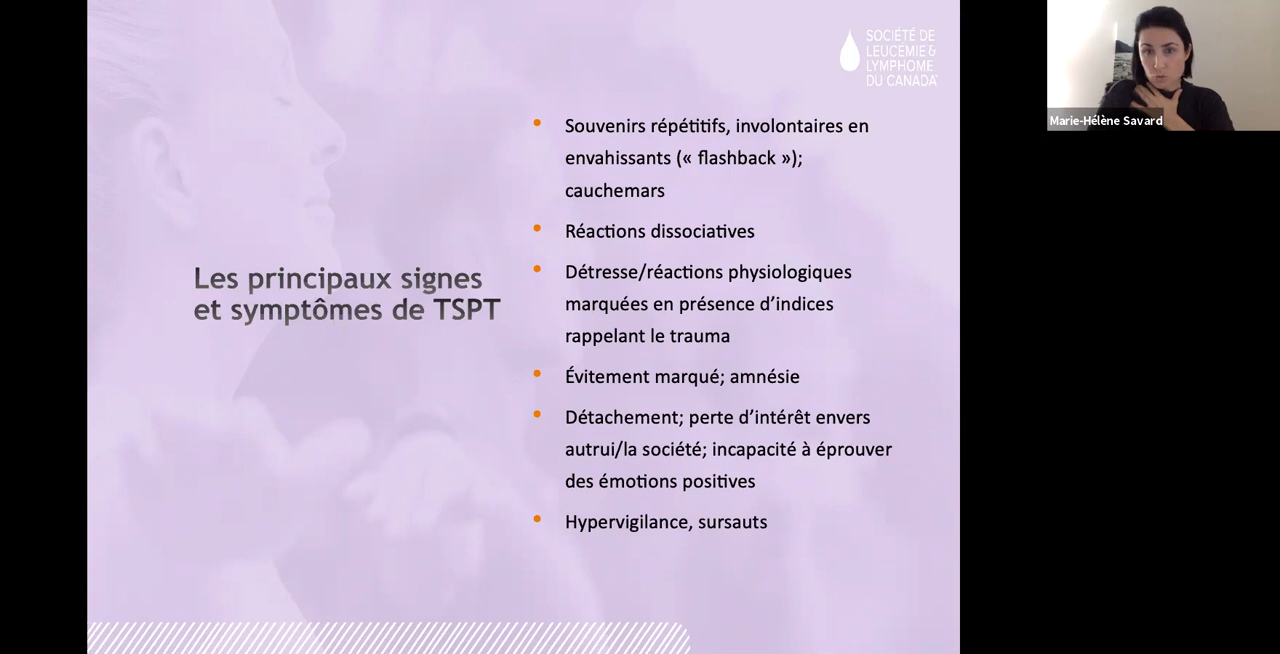 SOCIÉTÉ DE
LEUCÉMIE &
LYMPHOME
DU CANADA
Souvenirs répétitifs, involontaires en
envahissants (« flashback »);
cauchemars
Réactions dissociatives
Détresse/réactions physiologiques
marquées en présence d’indices
rappelant le trauma
Évitement marqué; amnésie
Détachement; perte d’intérêt envers
autrui/la société; incapacité à éprouver
des émotions positives
Hypervigilance, sursauts
Les principaux signes
et symptômes de TSPT
Marie-Hélène Savard